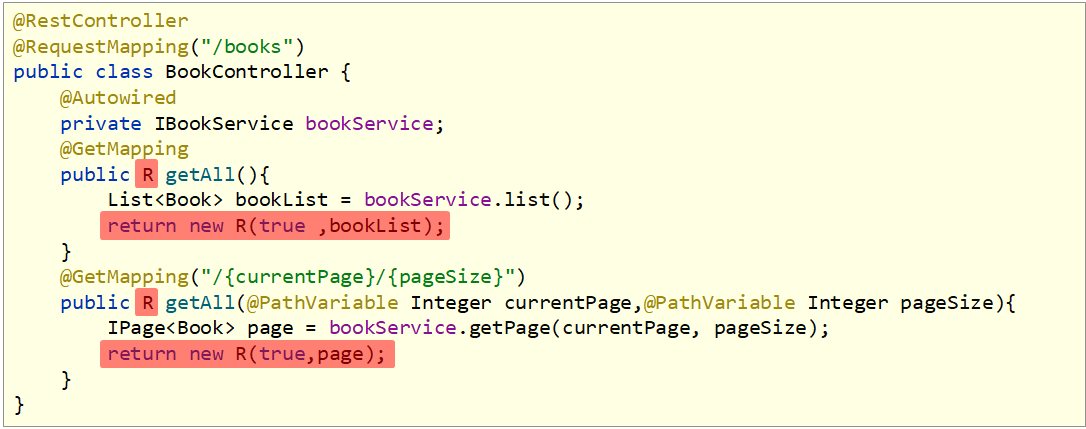 @RestController
@RequestMapping("/books")
public class BookController {
    @Autowired
    private IBookService bookService;
    @GetMapping
    public R getAll(){
        List<Book> bookList = bookService.list();
        return new R(true ,bookList);
    }
    @GetMapping("/{currentPage}/{pageSize}")
    public R getAll(@PathVariable Integer currentPage,@PathVariable Integer pageSize){
        IPage<Book> page = bookService.getPage(currentPage, pageSize);
        return new R(true,page);
    }
}